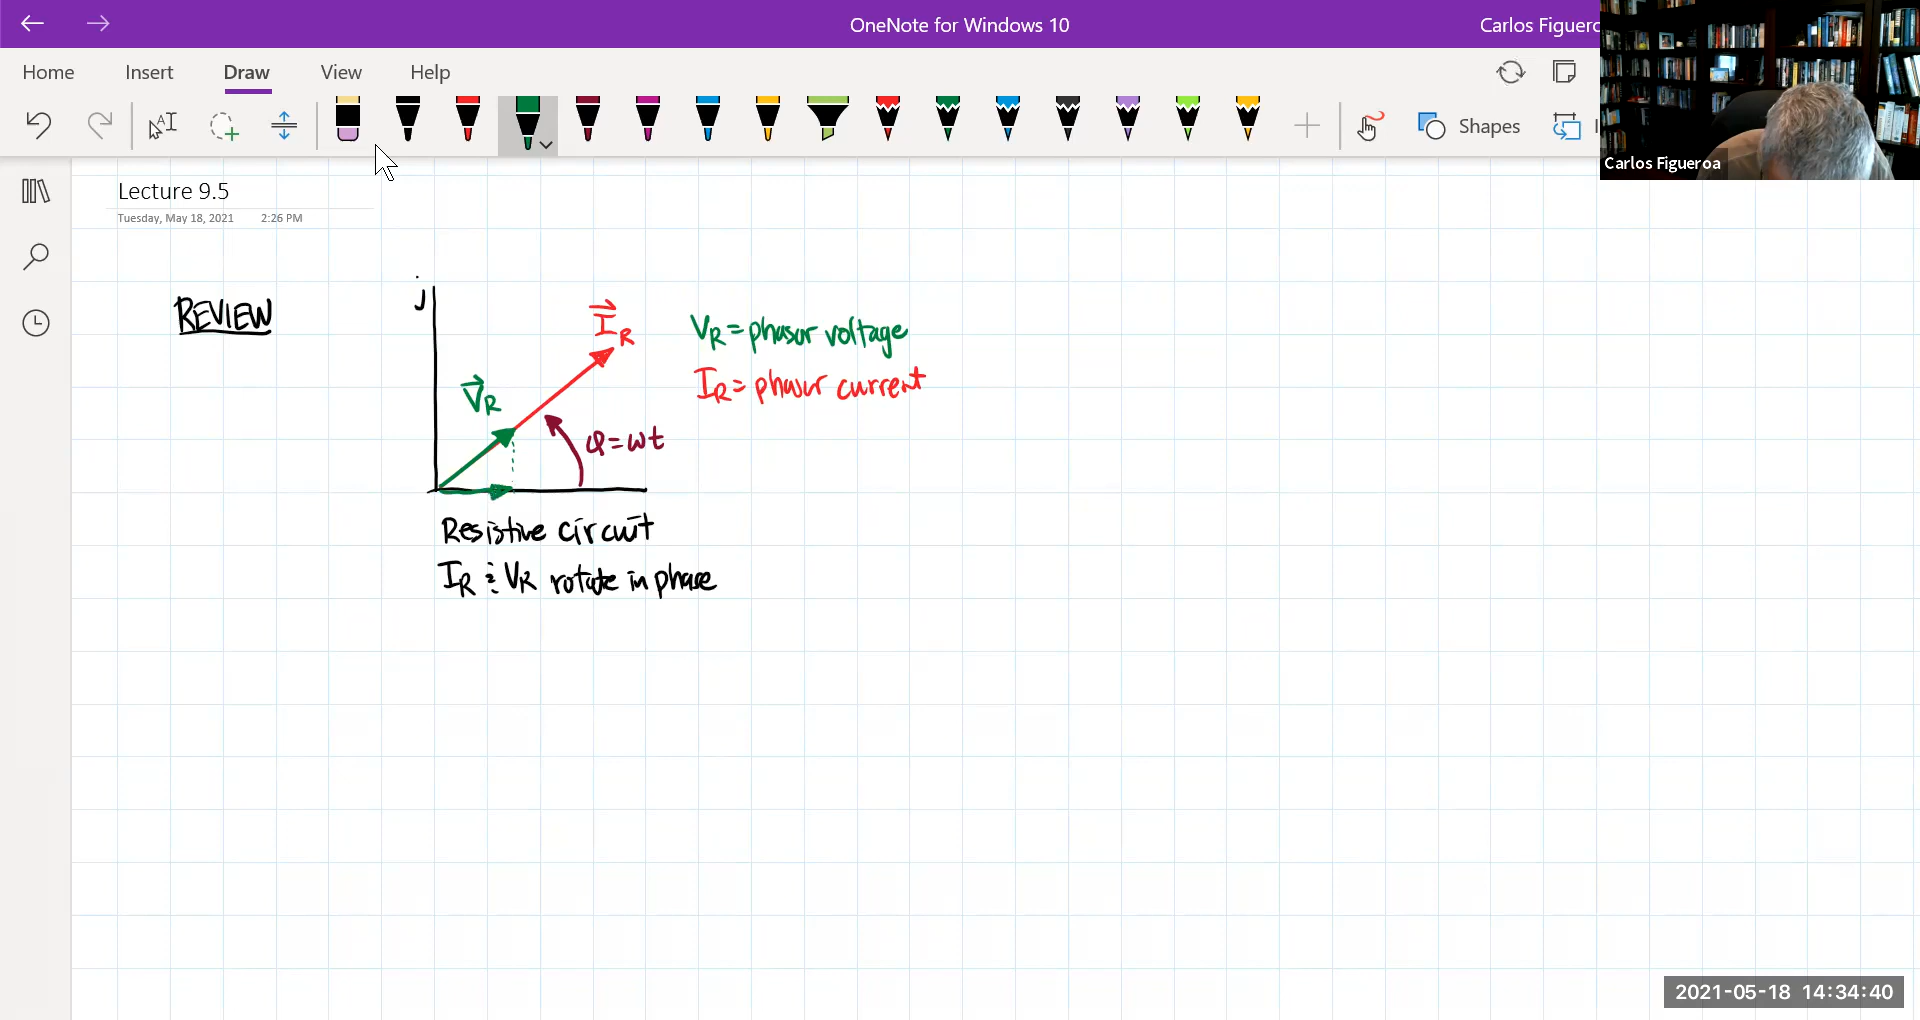 OneNote for Windows 10
Carlos Figuero
Home Insert Draw View Help
Shapes
Carlos Figueroa
Lecture 9.5
Tuesday, May 18, 2021 2:26 PM
REVIEW
j
I⃗R
V⃗R
VR = phasor voltage
IR = phasor current
φ = ωt
Resistive circuit
IR & VR rotate in phase
2021-05-18 14:34:40